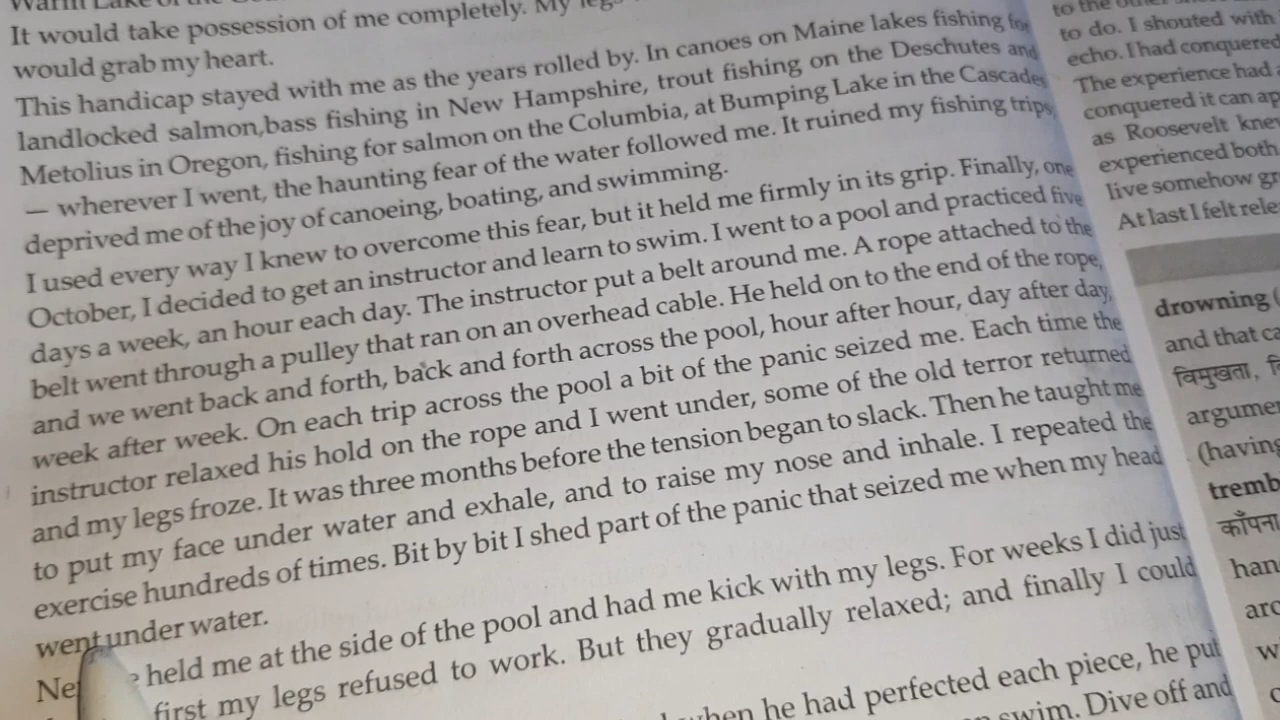 It would take possession of me completely. My legs
would grab my heart.
This handicap stayed with me as the years rolled by. In canoes on Maine lakes fishing for
landlocked salmon,bass fishing in New Hampshire, trout fishing on the Deschutes and
Metolius in Oregon, fishing for salmon on the Columbia, at Bumping Lake in the Cascades
— wherever I went, the haunting fear of the water followed me. It ruined my fishing trips,
deprived me of the joy of canoeing, boating, and swimming.
I used every way I knew to overcome this fear, but it held me firmly in its grip. Finally, one
October, I decided to get an instructor and learn to swim. I went to a pool and practiced five
days a week, an hour each day. The instructor put a belt around me. A rope attached to the
belt went through a pulley that ran on an overhead cable. He held on to the end of the rope,
and we went back and forth, back and forth across the pool, hour after hour, day after day,
week after week. On each trip across the pool a bit of the panic seized me. Each time the
instructor relaxed his hold on the rope and I went under, some of the old terror returned
and my legs froze. It was three months before the tension began to slack. Then he taught me
to put my face under water and exhale, and to raise my nose and inhale. I repeated the
exercise hundreds of times. Bit by bit I shed part of the panic that seized me when my head
went under water.
held me at the side of the pool and had me kick with my legs. For weeks I did just
first my legs refused to work. But they gradually relaxed; and finally I could
when he had perfected each piece, he put
swim. Dive off and
to do. I shouted with
echo. I had conquered
The experience had
conquered it can
as Roosevelt knew
experienced both
live somehow
At last I felt
drowning
and that
विमुखता,
(having
काँपना